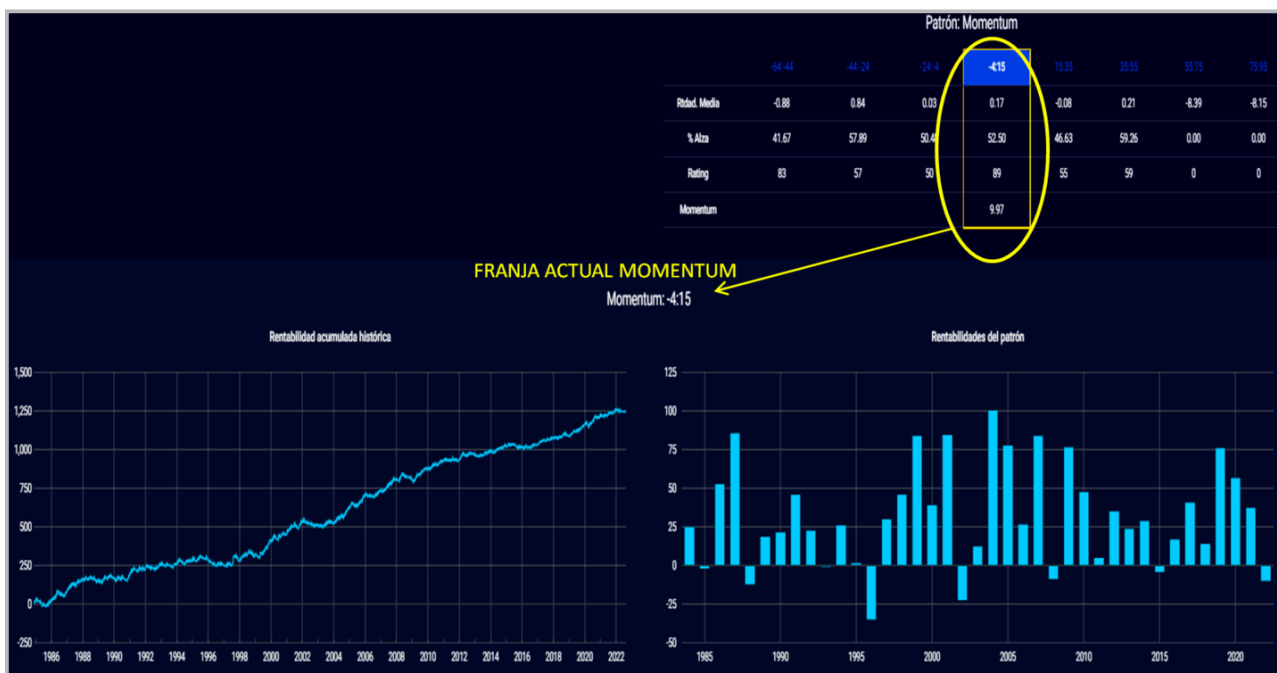 Patrón: Momentum
-64:-44 -44:-24 -24:-4 -4:15 15:35 35:55 55:75 75:95
Rtdad. Media -0.88 0.84 0.03 0.17 -0.08 0.21 -8.39 -8.15
% Alza 41.67 57.89 50.4 52.50 46.63 59.26 0.00 0.00
Rating 83 57 50 89 55 59 0 0
Momentum 9.97
FRANJA ACTUAL MOMENTUM
Momentum: -4:15
Rentabilidad acumulada histórica
1,500
1,250
1,000
750
500
250
0
-250
1986 1988 1990 1992 1994 1996 1998 2000 2002 2004 2006 2008 2010 2012 2014 2016 2018 2020 2022
Rentabilidades del patrón
125
100
75
50
25
0
-25
-50
1985 1990 1995 2000 2005 2010 2015 2020